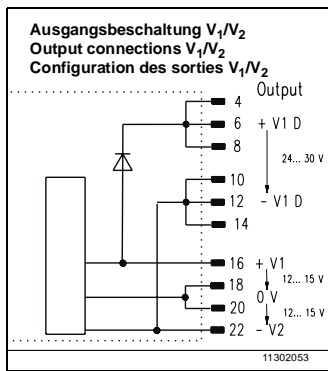 Ausgangsbeschaltung V1/V2
Output connections V1/V2
Configuration des sorties V1/V2
Output
4
6 + V1 D
8
24... 30 V
10
12 - V1 D
14
16 + V1
12... 15 V
18
0 V
20
12... 15 V
22 - V2
11302053